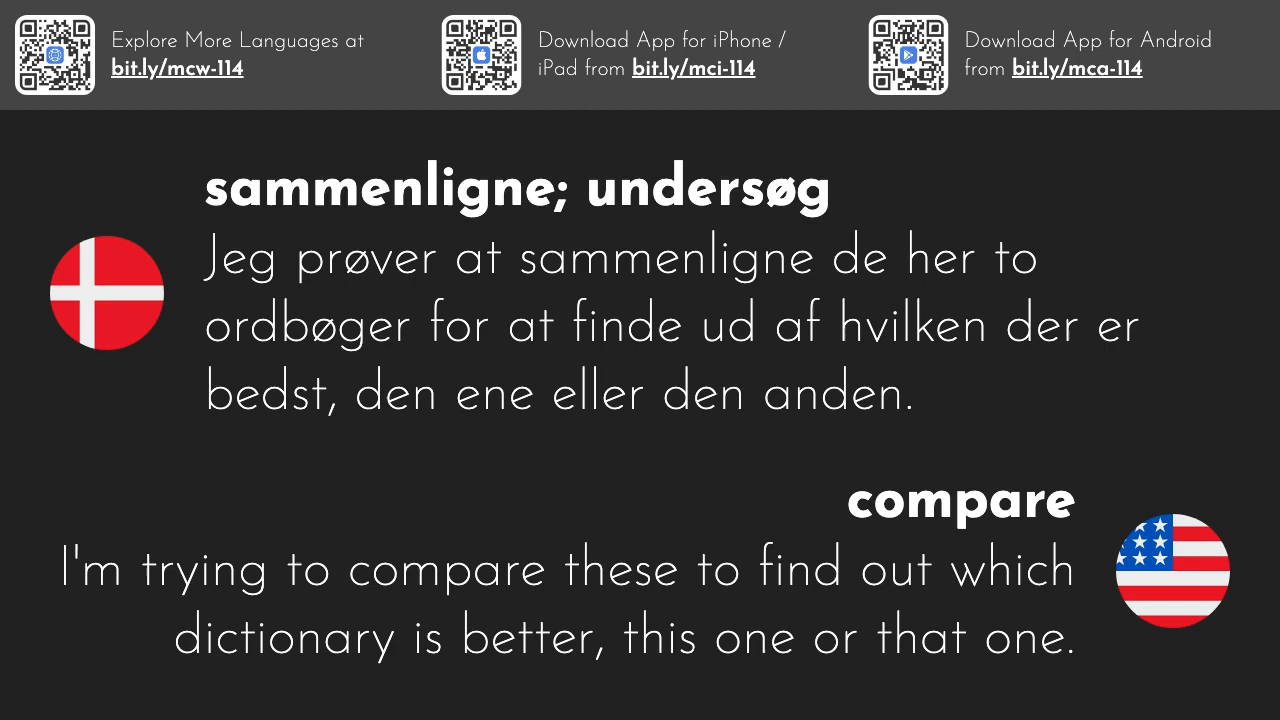 Explore More Languages at
bit.ly/mcw-114
Download App for iPhone /
iPad from bit.ly/mci-114
Download App for Android
from bit.ly/mca-114
sammenligne; undersøg
Jeg prøver at sammenligne de her to
ordbøger for at finde ud af hvilken der er
bedst, den ene eller den anden.
compare
I'm trying to compare these to find out which
dictionary is better, this one or that one.